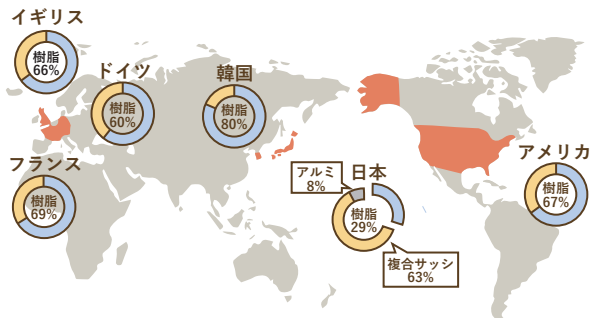 イギリス
樹脂
66%
ドイツ
樹脂
60%
韓国
樹脂
80%
フランス
樹脂
69%
アルミ
8%
日本
樹脂
29%
複合サッシ
63%
アメリカ
樹脂
67%